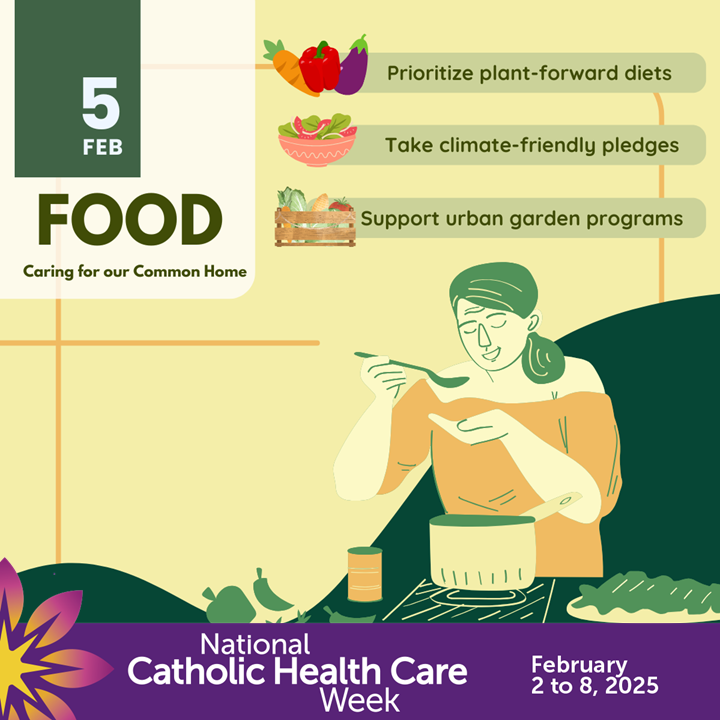 5
FEB
FOOD
Caring for our Common Home
Prioritize plant-forward diets
Take climate-friendly pledges
Support urban garden programs
National
Catholic Health Care
Week
February
2 to 8, 2025